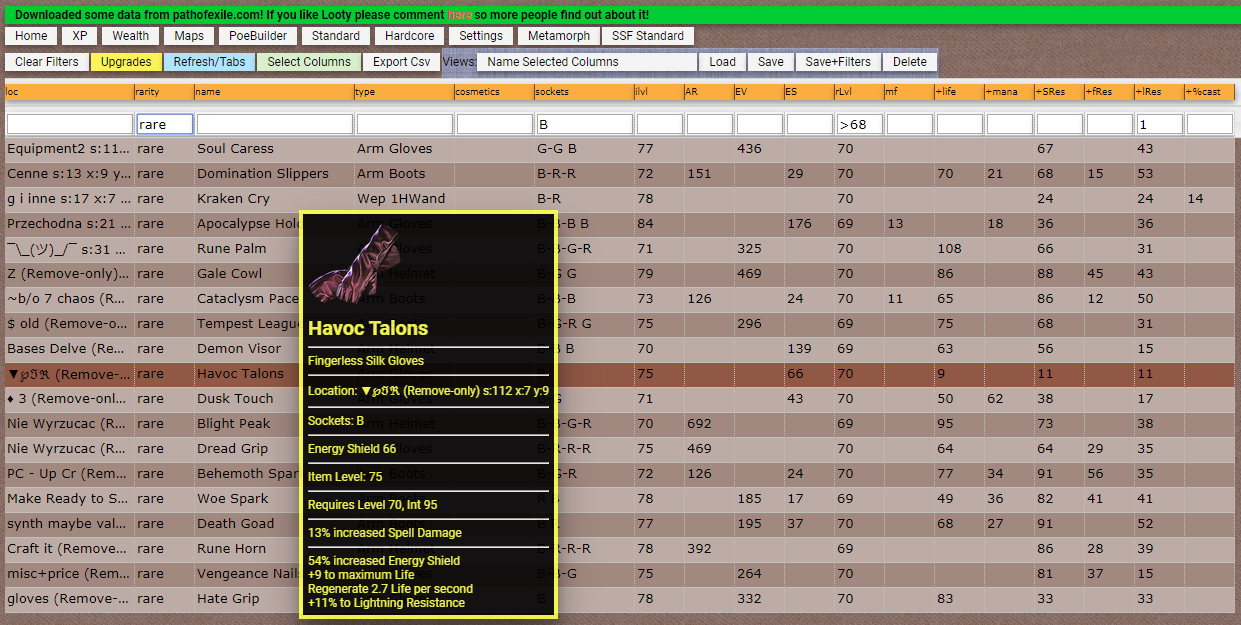 Downloaded some data from pathofexile.com! If you like Looty please comment here so more people find out about it!
Home XP Wealth Maps PoeBuilder Standard Hardcore Settings Metamorph SSF Standard
Clear Filters Upgrades Refresh/Tabs Select Columns Export Csv Views: Name Selected Columns Load Save Save+Filters Delete
loc rarity name type cosmetics sockets ilvl AR EV ES rLvl mf +life +mana +SRes +fRes +lRes +%cast
rare B >68 1
Equipment2 s:11... rare Soul Caress Arm Gloves G-G B 77 436 70 67 43
Cenne s:13 x:9 y... rare Domination Slippers Arm Boots B-R-R 72 151 29 70 70 21 68 15 53
g i inne s:17 x:7 ... rare Kraken Cry Wep 1HWand B-R 78 70 24 24 14
Przechodna s:21 ... rare Apocalypse Hol Arm Gloves B-B-B B 84 176 69 13 18 36 36
¯\_(ツ)_/¯ s:31 ... rare Rune Palm Gloves B-B-G-R 71 325 70 108 66 31
Z (Remove-only)... rare Gale Cowl Helmet B-G G 79 469 70 86 88 45 43
~b/o 7 chaos (R... rare Cataclysm Pace Arm Boots B-B-B 73 126 24 70 11 65 86 12 50
$ old (Remove-o... rare Tempest League B-G-R G 75 296 69 75 68 31
Bases Delve (Re... rare Demon Visor B B 70 139 69 63 56 15
▼℘ℑℜ (Remove-... rare Havoc Talons 75 66 70 9 11 11
♦ 3 (Remove-onl... rare Dusk Touch G 71 43 70 50 62 38 17
Nie Wyrzucac (R... rare Blight Peak Arm Helmet B-B-G-R 70 692 69 95 73 38
Nie Wyrzucac (R... rare Dread Grip B-R-R-R 75 469 70 64 64 29 35
PC - Up Cr (Rem... rare Behemoth Spar Boots B-G-R 72 126 24 70 77 34 91 56 35
Make Ready to S... rare Woe Spark 78 185 17 69 49 36 82 41 41
synth maybe val... rare Death Goad 77 195 37 70 68 27 91 52
Craft it (Remove... rare Rune Horn Arm Helmet B-R-R-R 78 392 69 86 28 39
misc+price (Rem... rare Vengeance Nail B-B-G 75 264 70 81 37 15
gloves (Remove-... rare Hate Grip B 78 332 70 83 33 33
Havoc Talons
Fingerless Silk Gloves
Location: ▼℘ℑℜ (Remove-only) s:112 x:7 y:9
Sockets: B
Energy Shield 66
Item Level: 75
Requires Level 70, Int 95
13% increased Spell Damage
54% increased Energy Shield
+9 to maximum Life
Regenerate 2.7 Life per second
+11% to Lightning Resistance